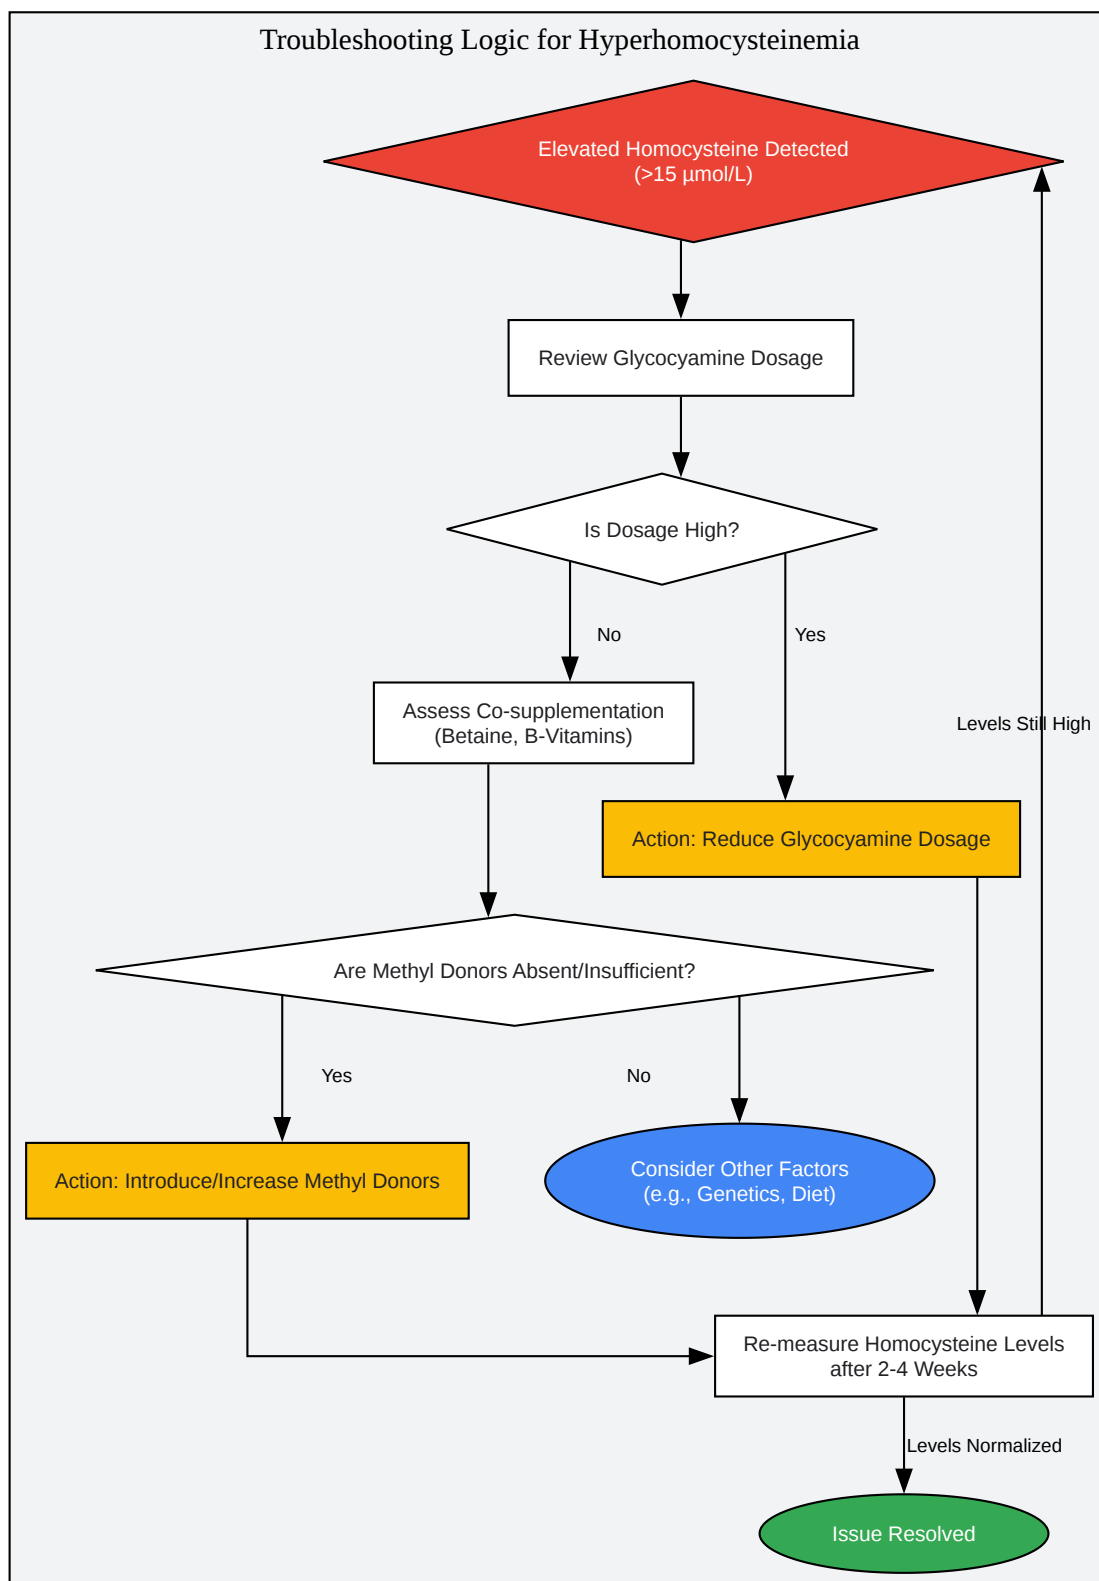 Troubleshooting Logic for Hyperhomocysteinemia
Elevated Homocysteine Detected
(>15 µmol/L)
Review Glycocyamine Dosage
Is Dosage High?
No
Yes
Assess Co-supplementation
(Betaine, B-Vitamins)
Levels Still High
Action: Reduce Glycocyamine Dosage
Are Methyl Donors Absent/Insufficient?
Yes
No
Action: Introduce/Increase Methyl Donors
Consider Other Factors
(e.g., Genetics, Diet)
Re-measure Homocysteine Levels
after 2-4 Weeks
Levels Normalized
Issue Resolved